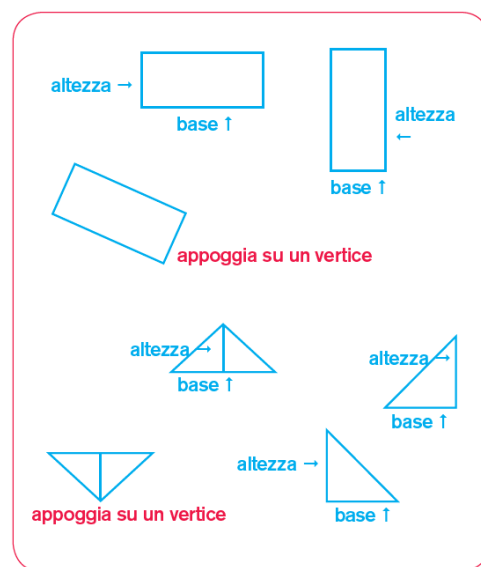 altezza →
base ↑
altezza
←
base ↑
appoggia su un vertice
altezza →
base ↑
altezza →
base ↑
altezza →
base ↑
appoggia su un vertice